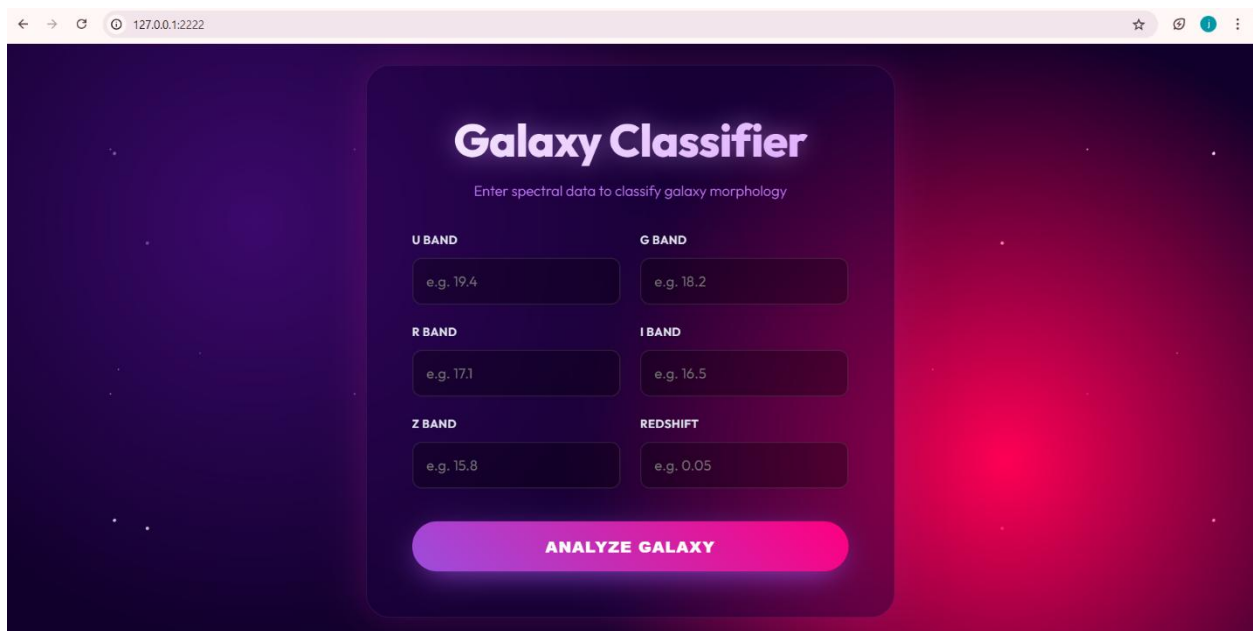 127.0.0.1:2222
Galaxy Classifier
Enter spectral data to classify galaxy morphology
U BAND G BAND
e.g. 19.4 e.g. 18.2
R BAND I BAND
e.g. 17.1 e.g. 16.5
Z BAND REDSHIFT
e.g. 15.8 e.g. 0.05
ANALYZE GALAXY